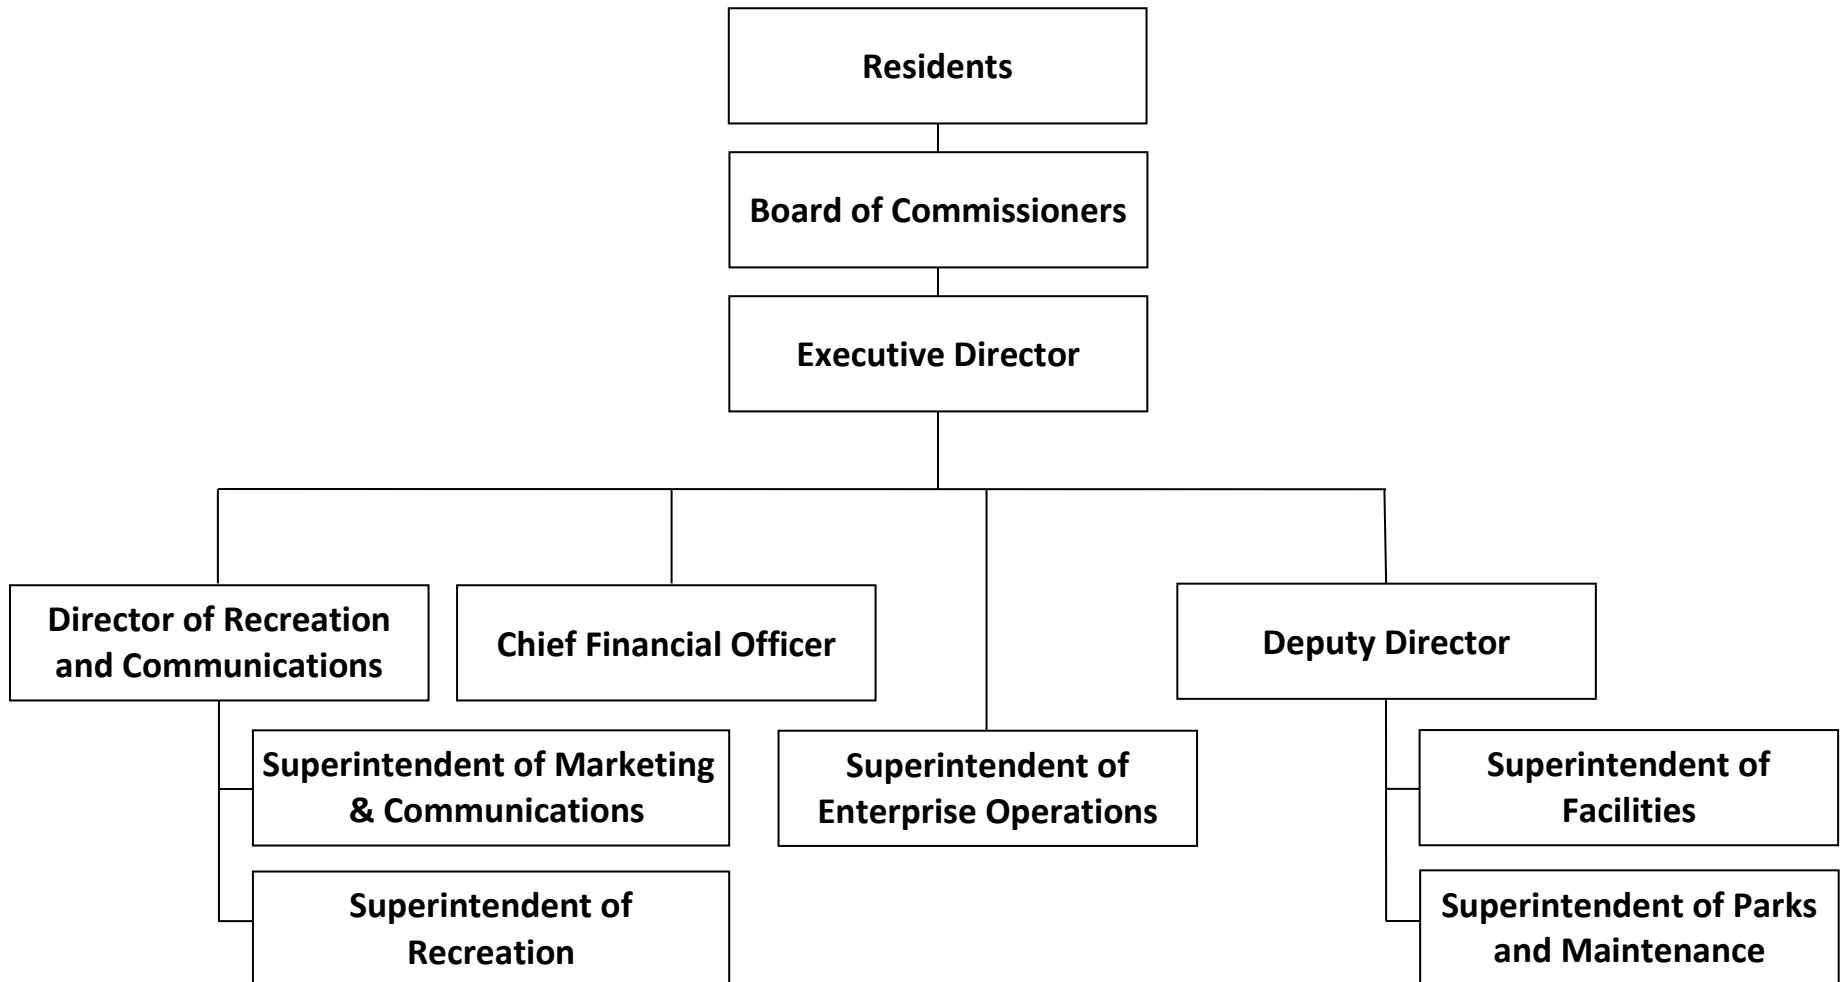 Residents
Board of Commissioners
Executive Director
Director of Recreation
and Communications
Chief Financial Officer
Deputy Director
Superintendent of Marketing
& Communications
Superintendent of
Enterprise Operations
Superintendent of
Facilities
Superintendent of
Recreation
Superintendent of Parks
and Maintenance